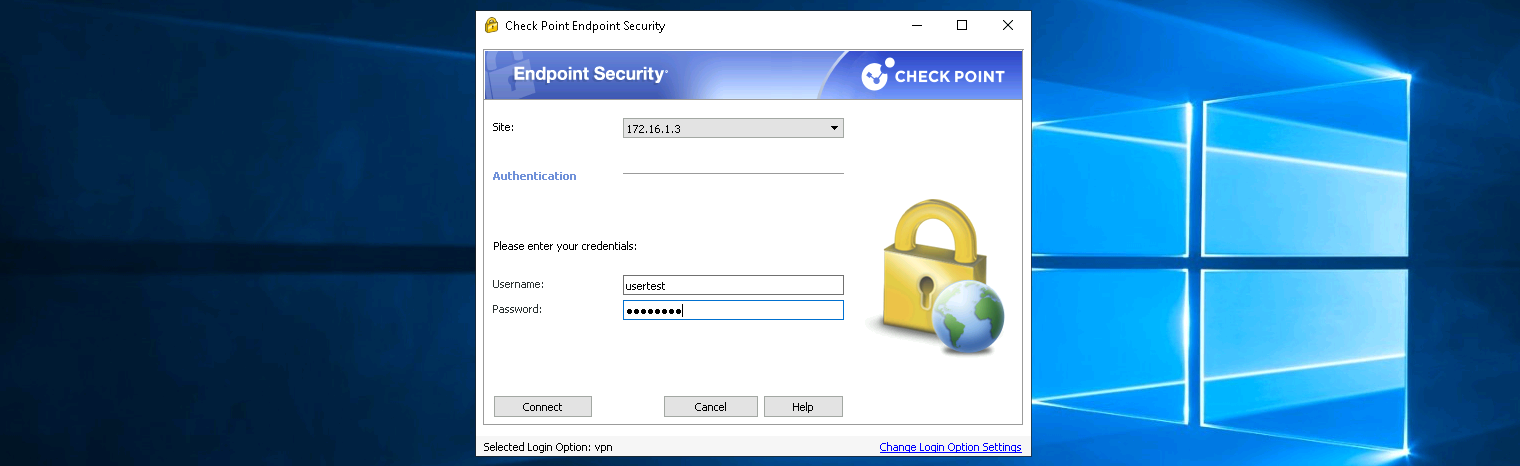 Check Point Endpoint Security
Endpoint Security
CHECK POINT
Site: 172.16.1.3
Authentication
Please enter your credentials:
Username: usertest
Password: ••••••••
Connect Cancel Help
Selected Login Option: vpn Change Login Option Settings